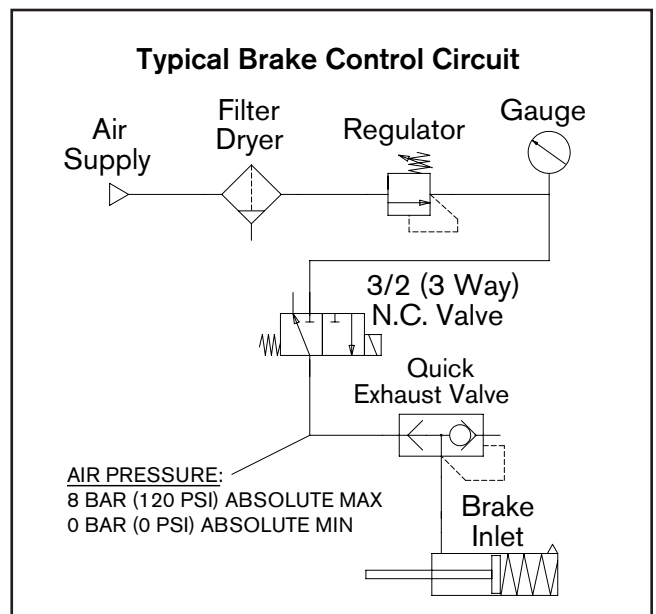 Typical Brake Control Circuit
Air
Supply
Filter
Dryer
Regulator
Gauge
3/2 (3 Way)
N.C. Valve
Quick
Exhaust Valve
AIR PRESSURE:
8 BAR (120 PSI) ABSOLUTE MAX
0 BAR (0 PSI) ABSOLUTE MIN
Brake
Inlet